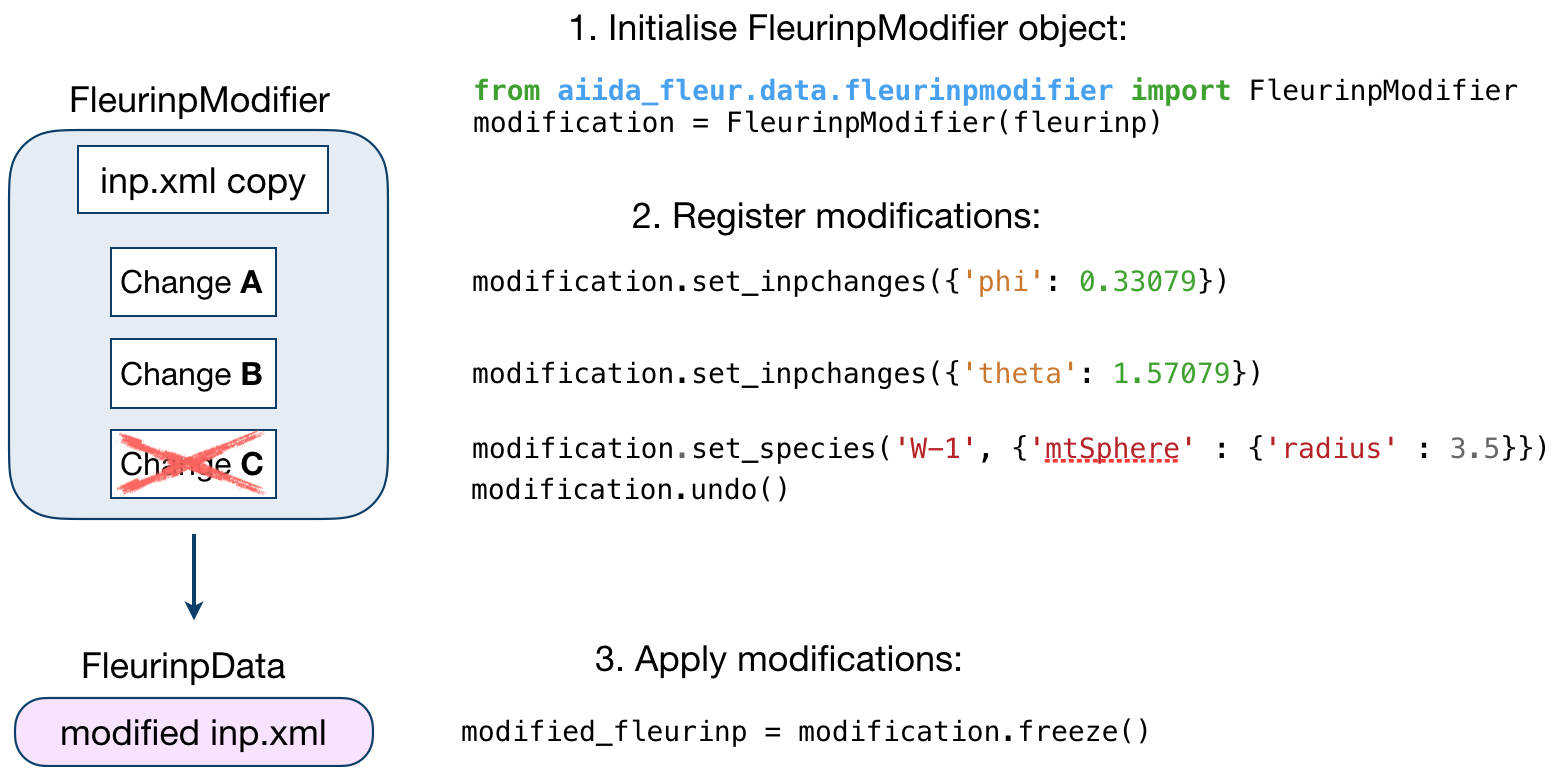 1. Initialise FleurinpModifier object:
FleurinpModifier
from aiida_fleur.data.fleurinpmodifier import FleurinpModifier
modification = FleurinpModifier(fleurinp)
inp.xml copy
2. Register modifications:
Change A
modification.set_inpchanges({'phi': 0.33079})
Change B
modification.set_inpchanges({'theta': 1.57079})
Change C
modification.set_species('W-1', {'mtSphere' : {'radius' : 3.5}})
modification.undo()
3. Apply modifications:
FleurinpData
modified inp.xml
modified_fleurinp = modification.freeze()